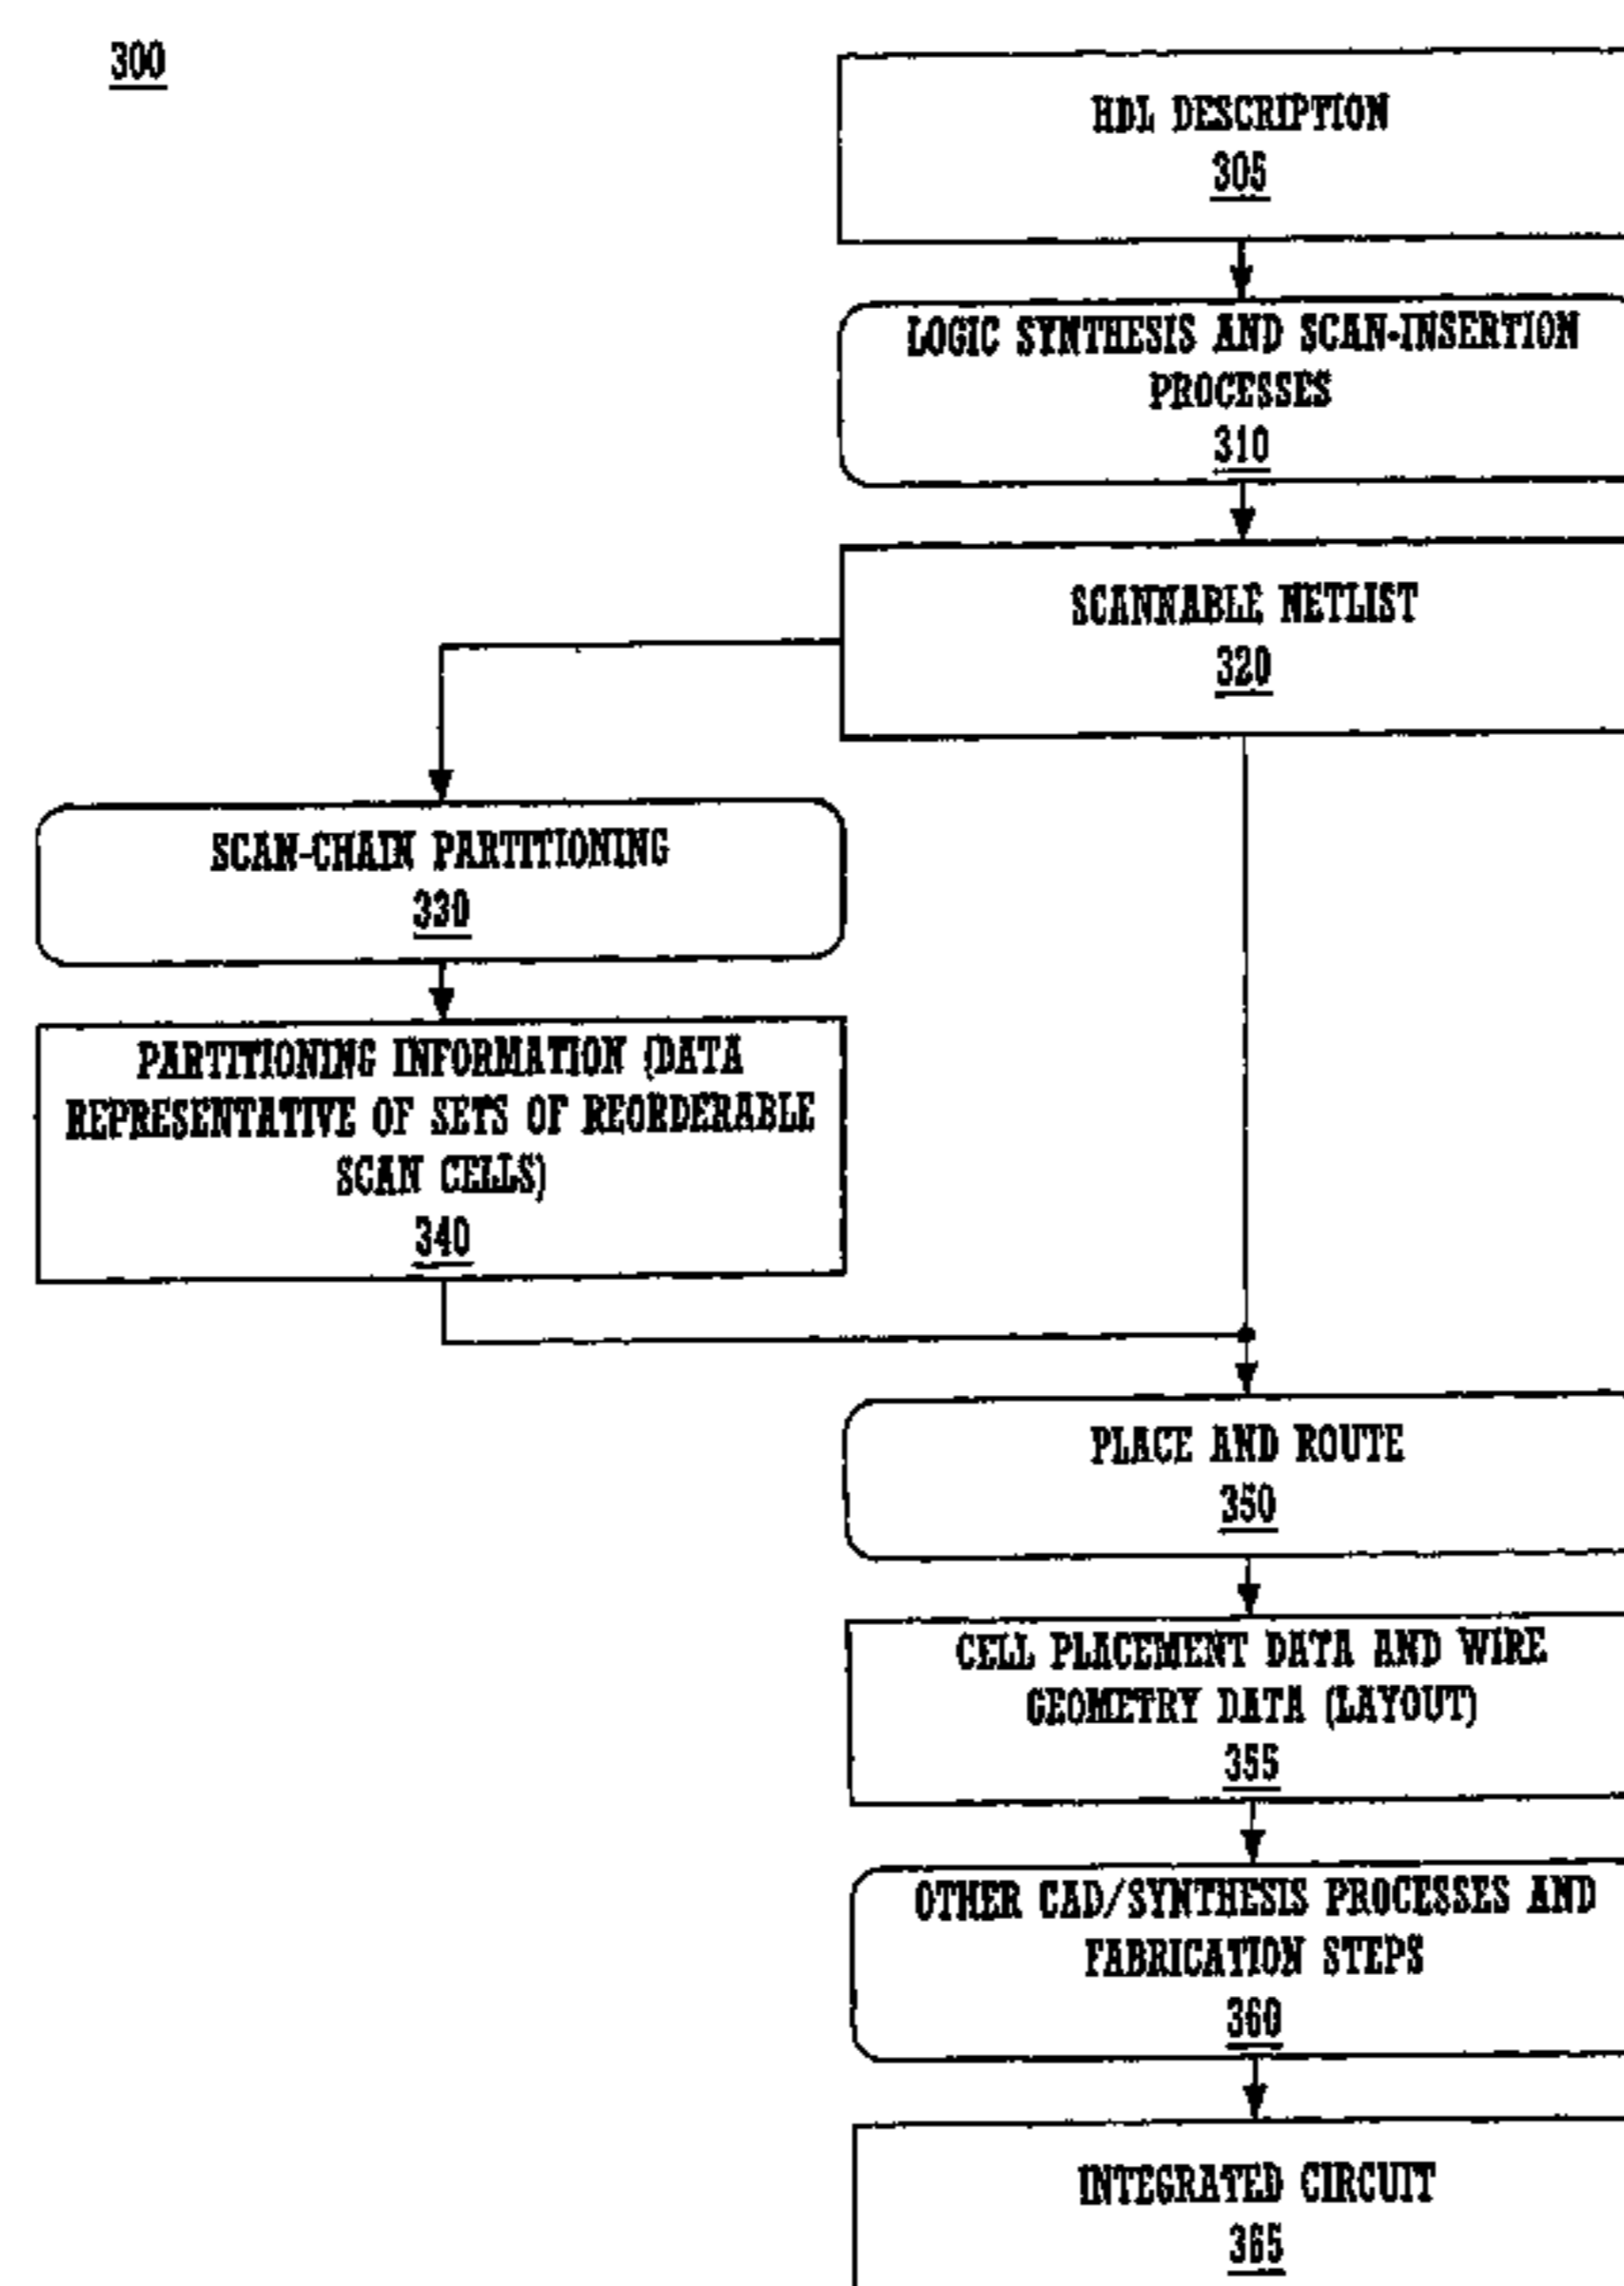 300
HDL DESCRIPTION
305
LOGIC SYNTHESIS AND SCAN-INSERTION
PROCESSES
310
SCANNABLE NETLIST
320
SCAN-CHAIN PARTITIONING
330
PARTITIONING INFORMATION (DATA
REPRESENTATIVE OF SETS OF REORDERABLE
SCAN CELLS)
340
PLACE AND ROUTE
350
CELL PLACEMENT DATA AND WIRE
GEOMETRY DATA (LAYOUT)
355
OTHER CAD/SYNTHESIS PROCESSES AND
FABRICATION STEPS
360
INTEGRATED CIRCUIT
365